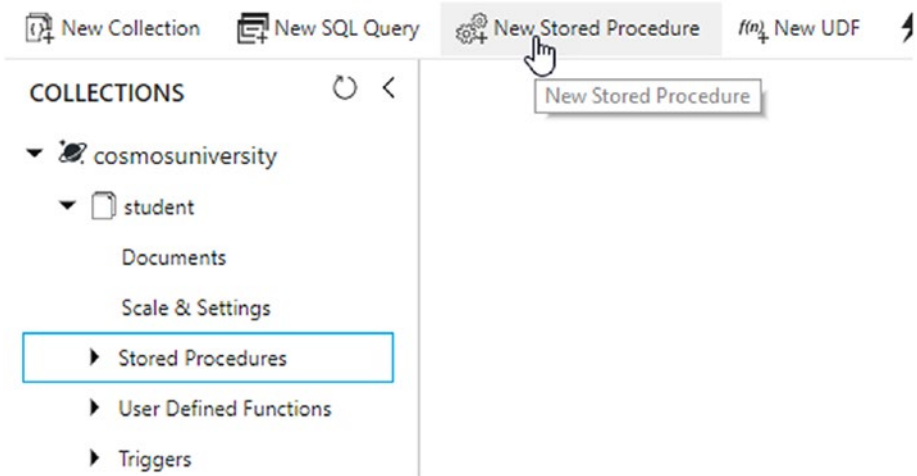 New Collection New SQL Query New Stored Procedure f(n) New UDF
New Stored Procedure
COLLECTIONS
cosmosuniversity
student
Documents
Scale & Settings
Stored Procedures
User Defined Functions
Triggers